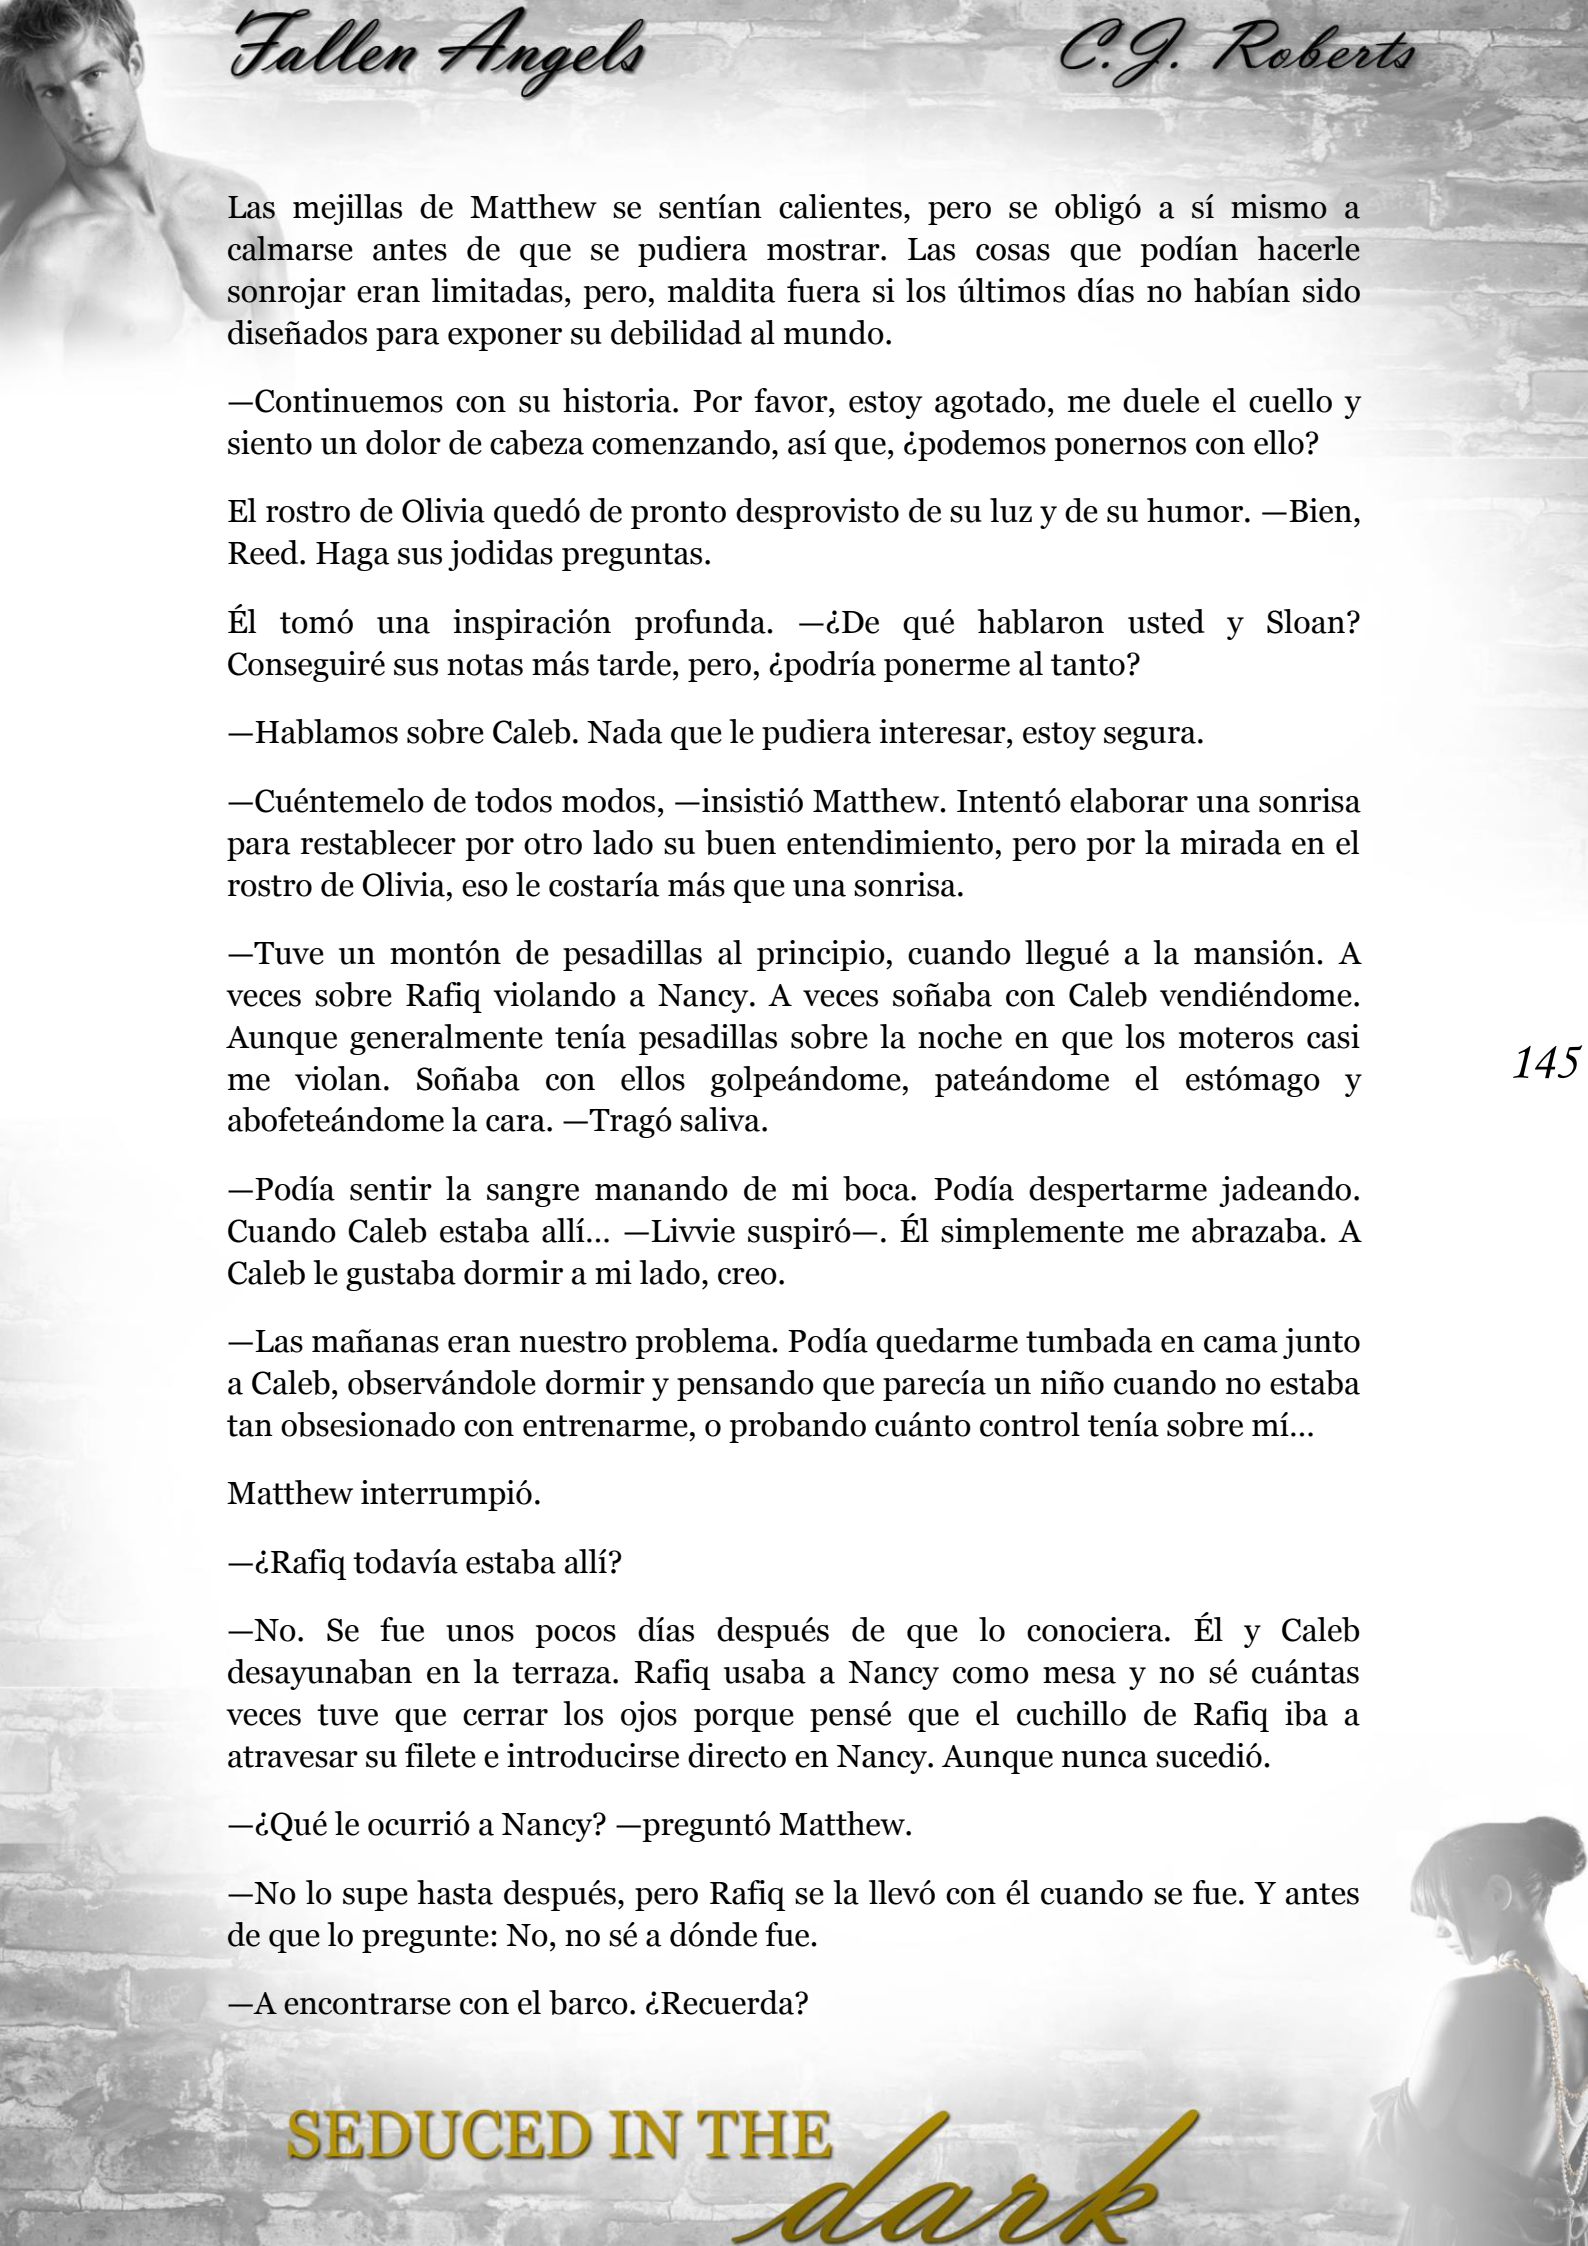 Fallen Angels
C.J. Roberts
Las mejillas de Matthew se sentían calientes, pero se obligó a sí mismo a
calmarse antes de que se pudiera mostrar. Las cosas que podían hacerle
sonrojar eran limitadas, pero, maldita fuera si los últimos días no habían sido
diseñados para exponer su debilidad al mundo.
—Continuemos con su historia. Por favor, estoy agotado, me duele el cuello y
siento un dolor de cabeza comenzando, así que, ¿podemos ponernos con ello?
El rostro de Olivia quedó de pronto desprovisto de su luz y de su humor. —Bien,
Reed. Haga sus jodidas preguntas.
Él tomó una inspiración profunda. —¿De qué hablaron usted y Sloan?
Conseguiré sus notas más tarde, pero, ¿podría ponerme al tanto?
—Hablamos sobre Caleb. Nada que le pudiera interesar, estoy segura.
—Cuéntemelo de todos modos, —insistió Matthew. Intentó elaborar una sonrisa
para restablecer por otro lado su buen entendimiento, pero por la mirada en el
rostro de Olivia, eso le costaría más que una sonrisa.
—Tuve un montón de pesadillas al principio, cuando llegué a la mansión. A
veces sobre Rafiq violando a Nancy. A veces soñaba con Caleb vendiéndome.
Aunque generalmente tenía pesadillas sobre la noche en que los moteros casi
me violan. Soñaba con ellos golpeándome, pateándome el estómago y
abofeteándome la cara. —Tragó saliva.
145
—Podía sentir la sangre manando de mi boca. Podía despertarme jadeando.
Cuando Caleb estaba allí... —Livvie suspiró—. Él simplemente me abrazaba. A
Caleb le gustaba dormir a mi lado, creo.
—Las mañanas eran nuestro problema. Podía quedarme tumbada en cama junto
a Caleb, observándole dormir y pensando que parecía un niño cuando no estaba
tan obsesionado con entrenarme, o probando cuánto control tenía sobre mí...
Matthew interrumpió.
—¿Rafiq todavía estaba allí?
—No. Se fue unos pocos días después de que lo conociera. Él y Caleb
desayunaban en la terraza. Rafiq usaba a Nancy como mesa y no sé cuántas
veces tuve que cerrar los ojos porque pensé que el cuchillo de Rafiq iba a
atravesar su filete e introducirse directo en Nancy. Aunque nunca sucedió.
—¿Qué le ocurrió a Nancy? —preguntó Matthew.
—No lo supe hasta después, pero Rafiq se la llevó con él cuando se fue. Y antes
de que lo pregunte: No, no sé a dónde fue.
—A encontrarse con el barco. ¿Recuerda?
SEDUCED IN THE
dark